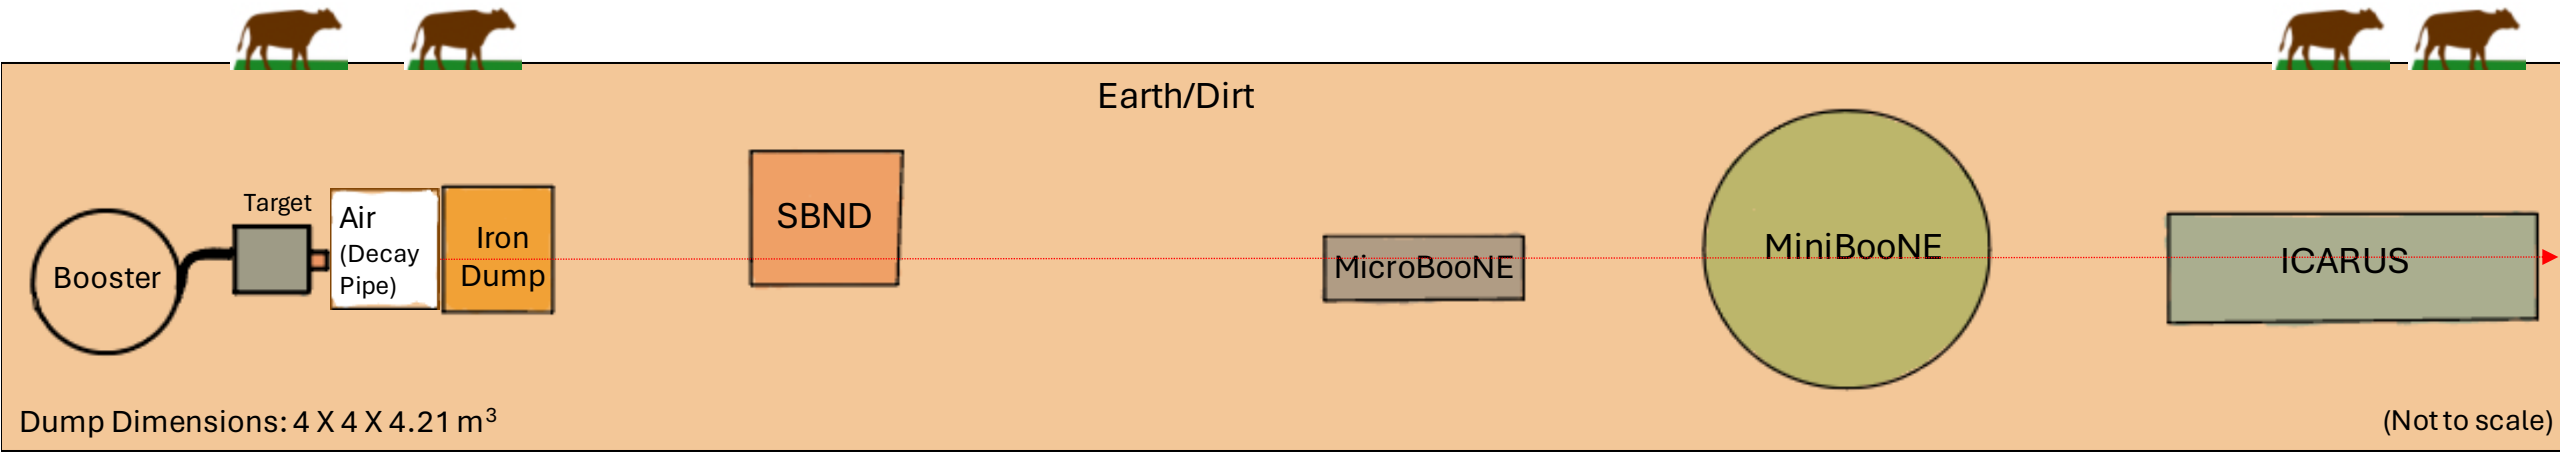 Earth/Dirt
Target
Booster
Air
(Decay
Pipe)
Iron
Dump
SBND
MicroBooNE
MiniBooNE
ICARUS
Dump Dimensions: 4 X 4 X 4.21 m³
(Not to scale)